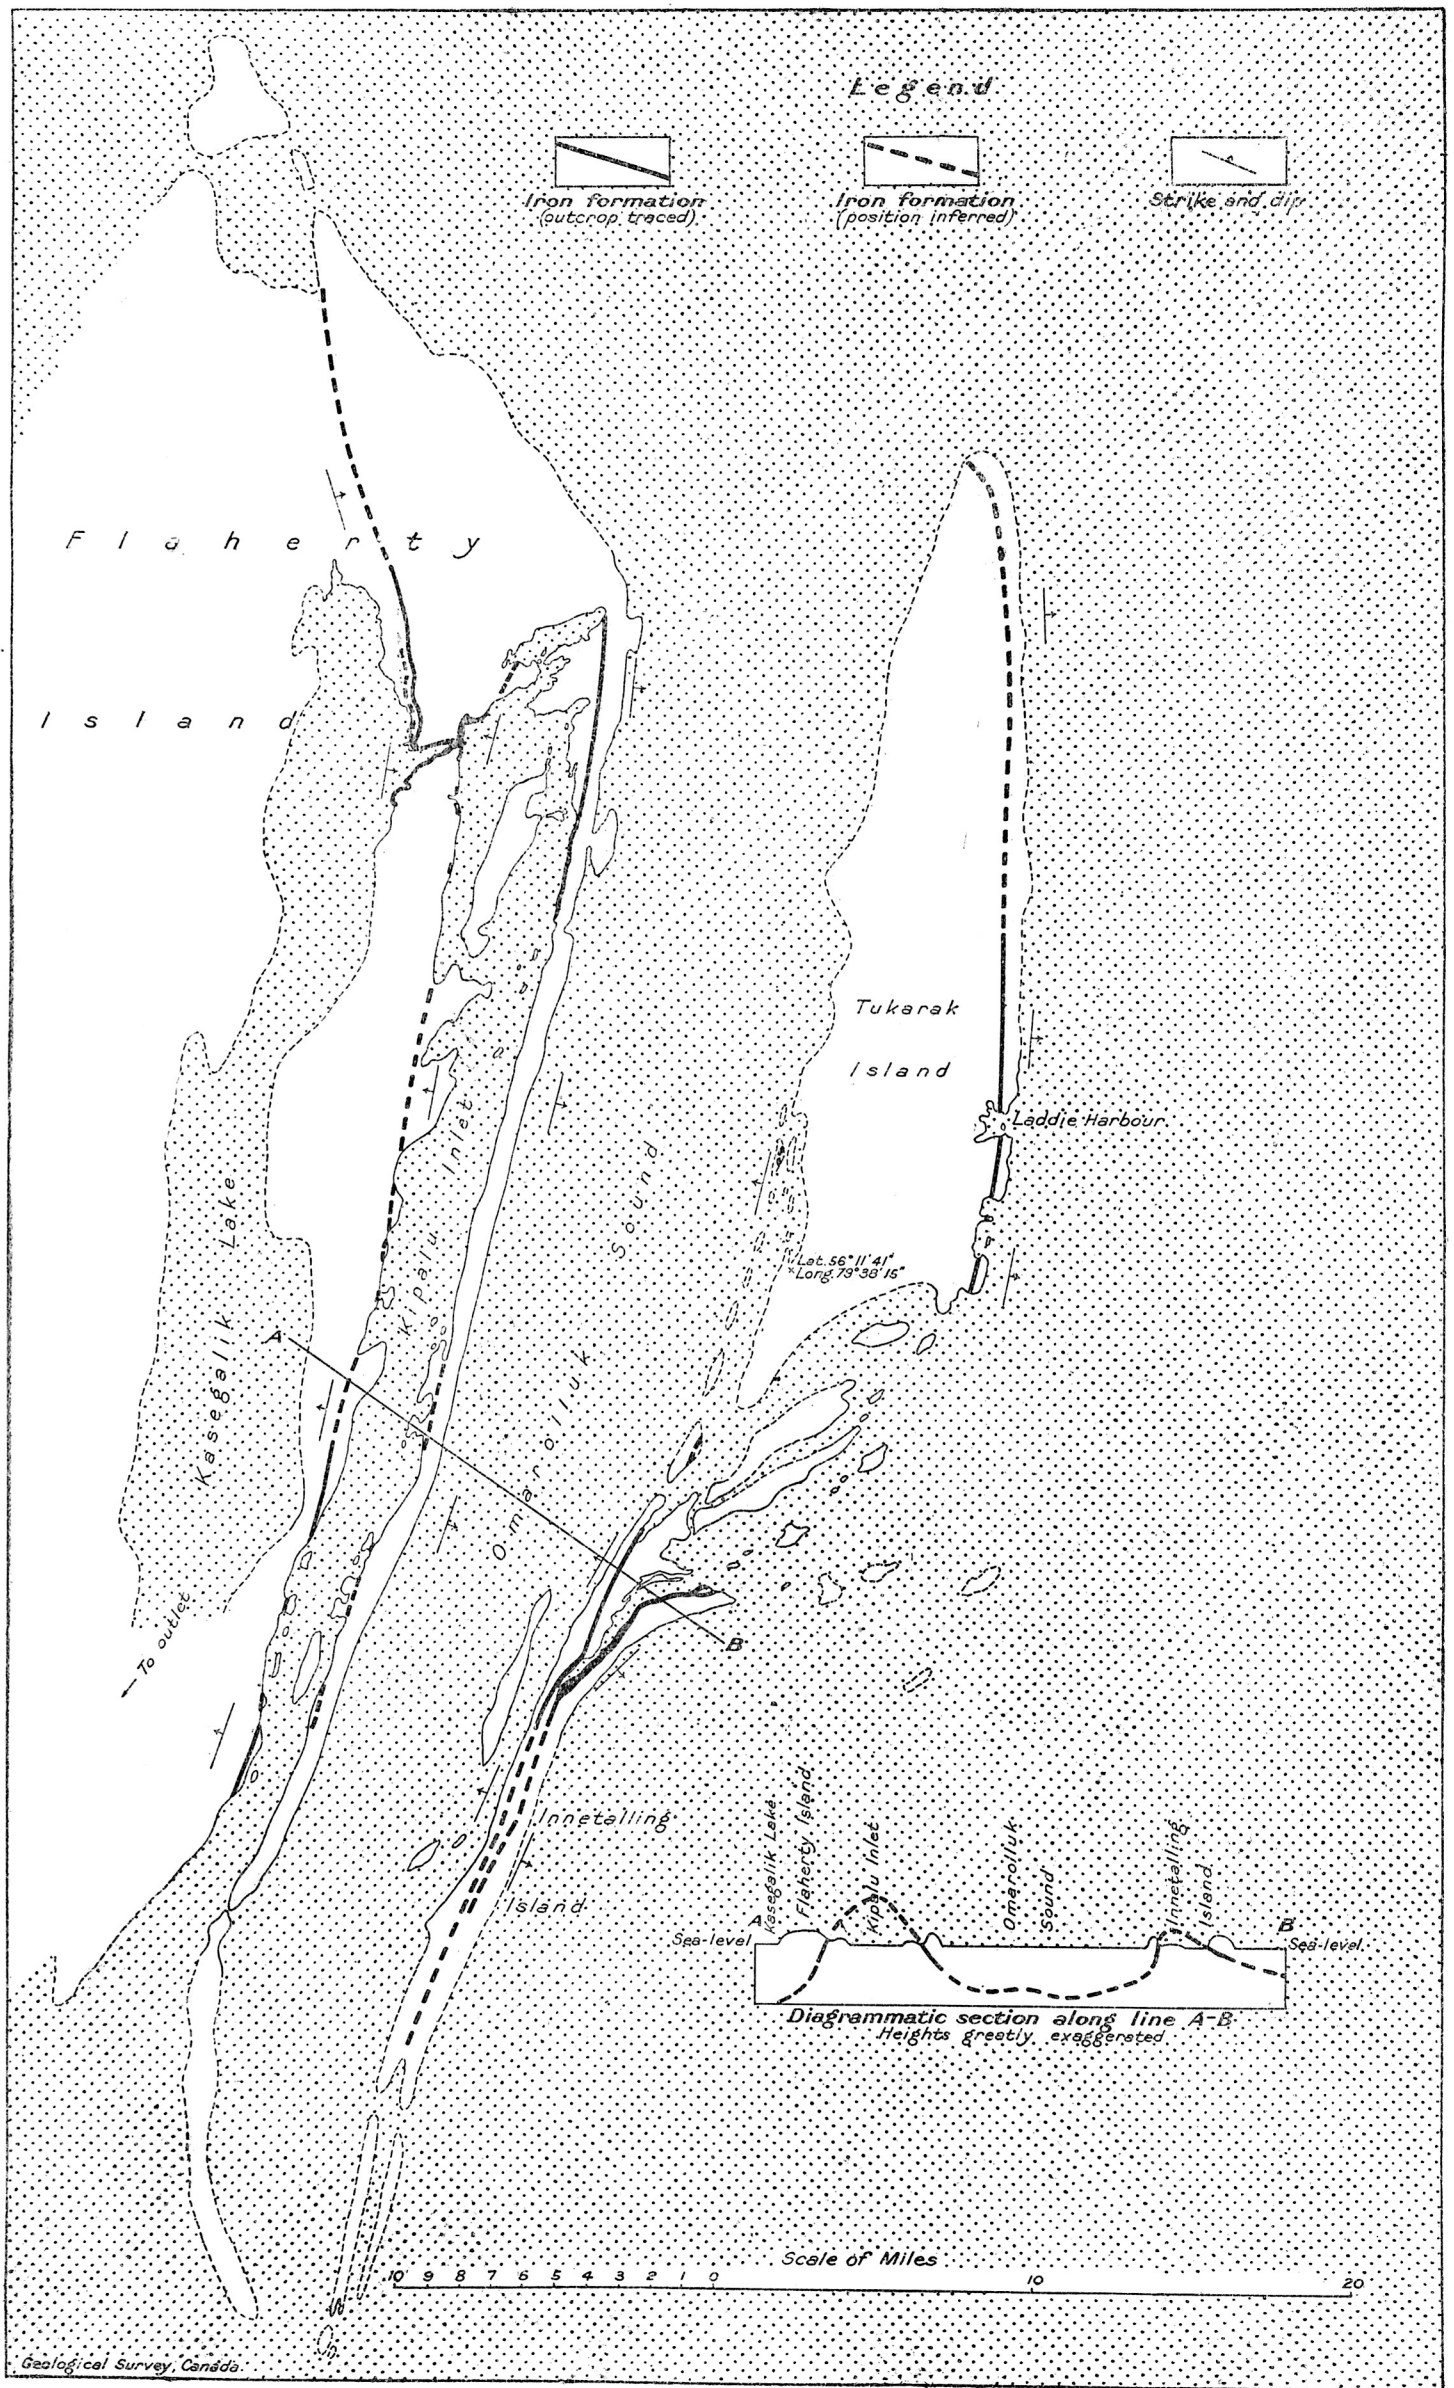 Legend
Iron formation
(outcrop traced)
Iron formation
(position inferred)
Strike and dip
Flaherty
Island
Tukarak
Island
Laddie Harbour
Kipalu Inlet
Omarolluk Sound
Lat. 56° 11' 41"
Long. 79° 38' 15"
Kasegalik Lake
A
B
To outlet
Innetalling
Island
Kasegalik Lake
Flaherty Island
Kipalu Inlet
Omarolluk
Sound
Innetalling
Island
A
B
Sea-level
Sea-level
Diagrammatic section along line A-B
Heights greatly exaggerated
Scale of Miles
10 9 8 7 6 5 4 3 2 1 0 10 20
Geological Survey, Canada